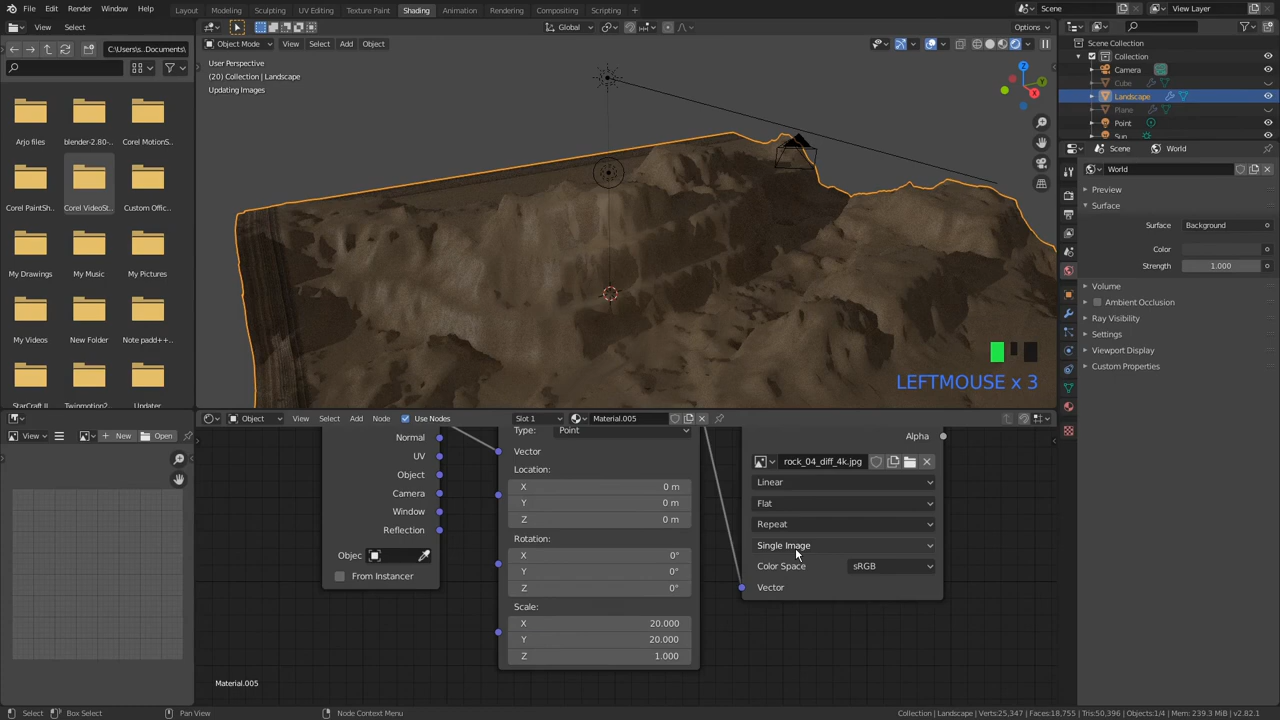 File Edit Render Window Help
Layout Modeling Sculpting UV Editing Texture Paint Shading Animation Rendering Compositing Scripting +
Scene
View Layer
View Select
Global
Options
C:\Users\s..Documents\
Object Mode View Select Add Object
Arjo files
blender-2.80-..
Corel MotionS..
Corel PaintSh..
Corel VideoSt..
Custom Offic..
My Drawings
My Music
My Pictures
My Videos
New Folder
Note padd++..
StarCraft II
Twinmotion2..
Updater
User Perspective
(20) Collection | Landscape
Updating Images
Z
Y
X
LEFTMOUSE x 3
Scene Collection
Collection
Camera
Cube
Landscape
Plane
Point
Sun
Scene World
World
Preview
Surface
Surface Background
Color
Strength 1.000
Volume
Ambient Occlusion
Ray Visibility
Settings
Viewport Display
Custom Properties
View + New Open
Object View Select Add Node Use Nodes Slot 1 Material.005
Normal
UV
Object
Camera
Window
Reflection
Objec
From Instancer
Type: Point
Vector
Location:
X 0 m
Y 0 m
Z 0 m
Rotation:
X 0°
Y 0°
Z 0°
Scale:
X 20.000
Y 20.000
Z 1.000
Alpha
rock_04_diff_4k.jpg
Linear
Flat
Repeat
Single Image
Color Space sRGB
Vector
Material.005
Select Box Select Pan View Node Context Menu
Collection | Landscape | Verts:25,347 | Faces:18,755 | Tris:50,396 | Objects:1/4 | Mem: 239.3 MiB | v2.82.1